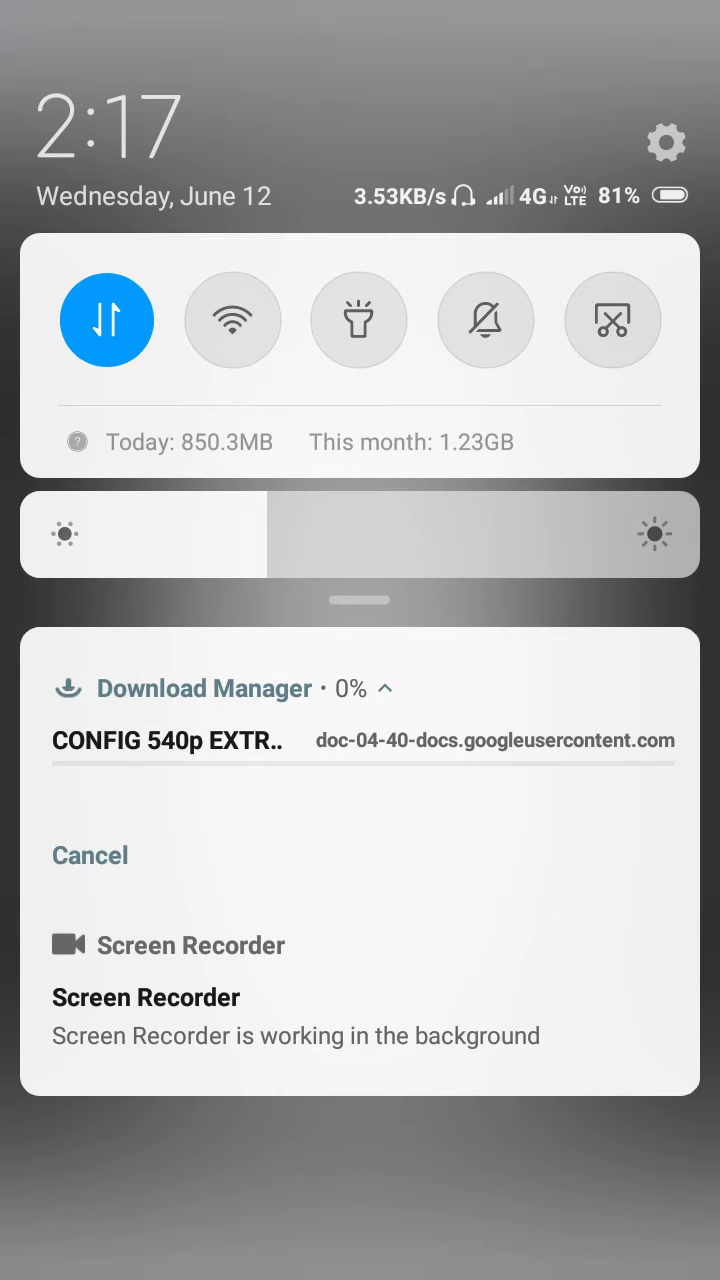 2:17
Wednesday, June 12 3.53KB/s 4G Vo) LTE 81%
Today: 850.3MB This month: 1.23GB
Download Manager · 0%
CONFIG 540p EXTR.. doc-04-40-docs.googleusercontent.com
Cancel
Screen Recorder
Screen Recorder
Screen Recorder is working in the background